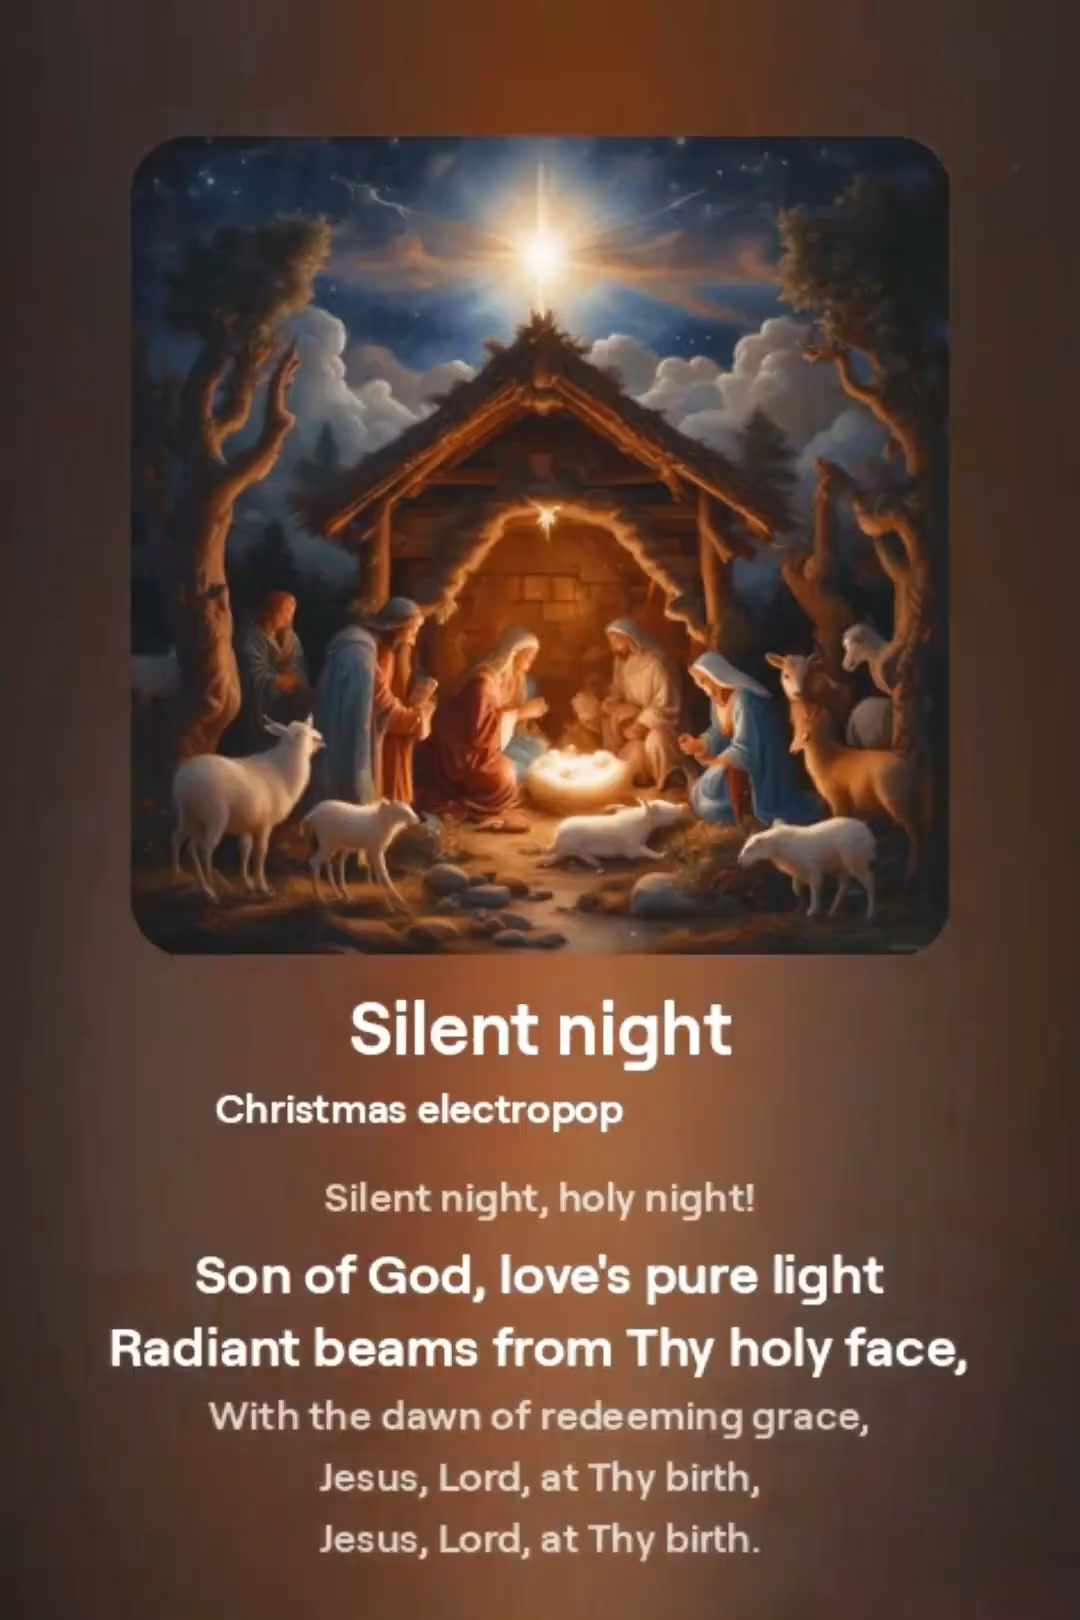 Silent night
Christmas electropop
Silent night, holy night!
Son of God, love's pure light
Radiant beams from Thy holy face,
With the dawn of redeeming grace,
Jesus, Lord, at Thy birth,
Jesus, Lord, at Thy birth.